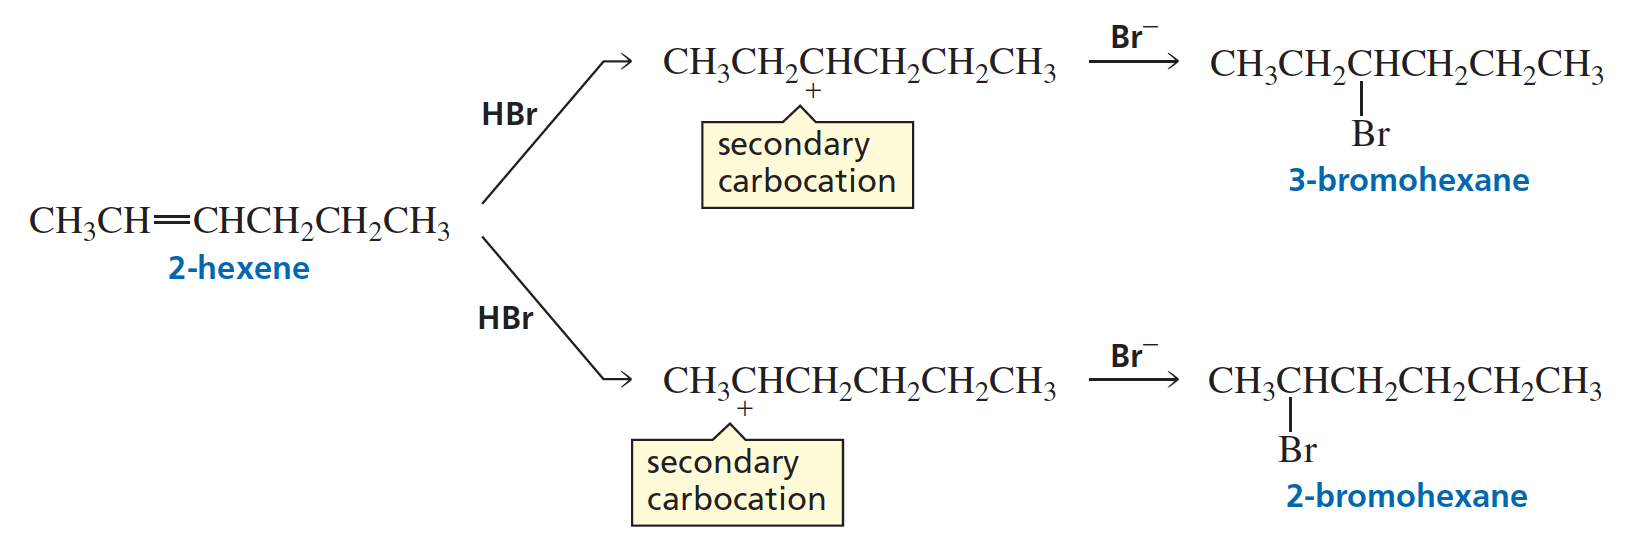 HBr
CH₃CH₂CHCH₂CH₂CH₃
+
secondary
carbocation
Br⁻
CH₃CH₂CHCH₂CH₂CH₃
Br
3-bromohexane
CH₃CH=CHCH₂CH₂CH₃
2-hexene
HBr
CH₃CHCH₂CH₂CH₂CH₃
+
secondary
carbocation
Br⁻
CH₃CHCH₂CH₂CH₂CH₃
Br
2-bromohexane